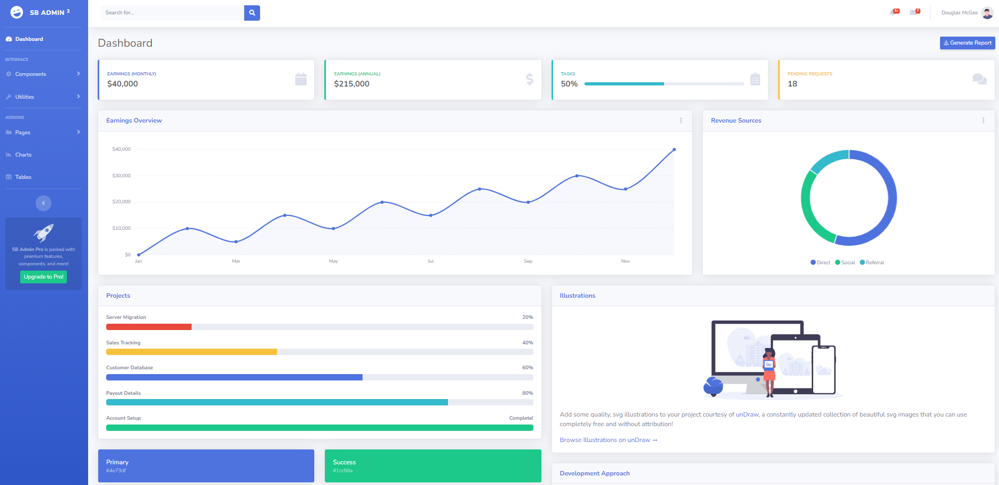 SB ADMIN 2
Dashboard
INTERFACE
Components
Utilities
ADDONS
Pages
Charts
Tables
SB Admin Pro is packed with
premium features,
components, and more!
Upgrade to Pro!
Search for...
3+
7
Douglas McGee
Dashboard
Generate Report
EARNINGS (MONTHLY)
$40,000
EARNINGS (ANNUAL)
$215,000
TASKS
50%
PENDING REQUESTS
18
Earnings Overview
$40,000
$30,000
$20,000
$10,000
$0
Jan Mar May Jul Sep Nov
Revenue Sources
Direct Social Referral
Projects
Server Migration 20%
Sales Tracking 40%
Customer Database 60%
Payout Details 80%
Account Setup Complete!
Primary
#4e73df
Success
#1cc88a
Illustrations
Add some quality, svg illustrations to your project courtesy of unDraw, a constantly updated collection of beautiful svg images that you can use
completely free and without attribution!
Browse Illustrations on unDraw →
Development Approach